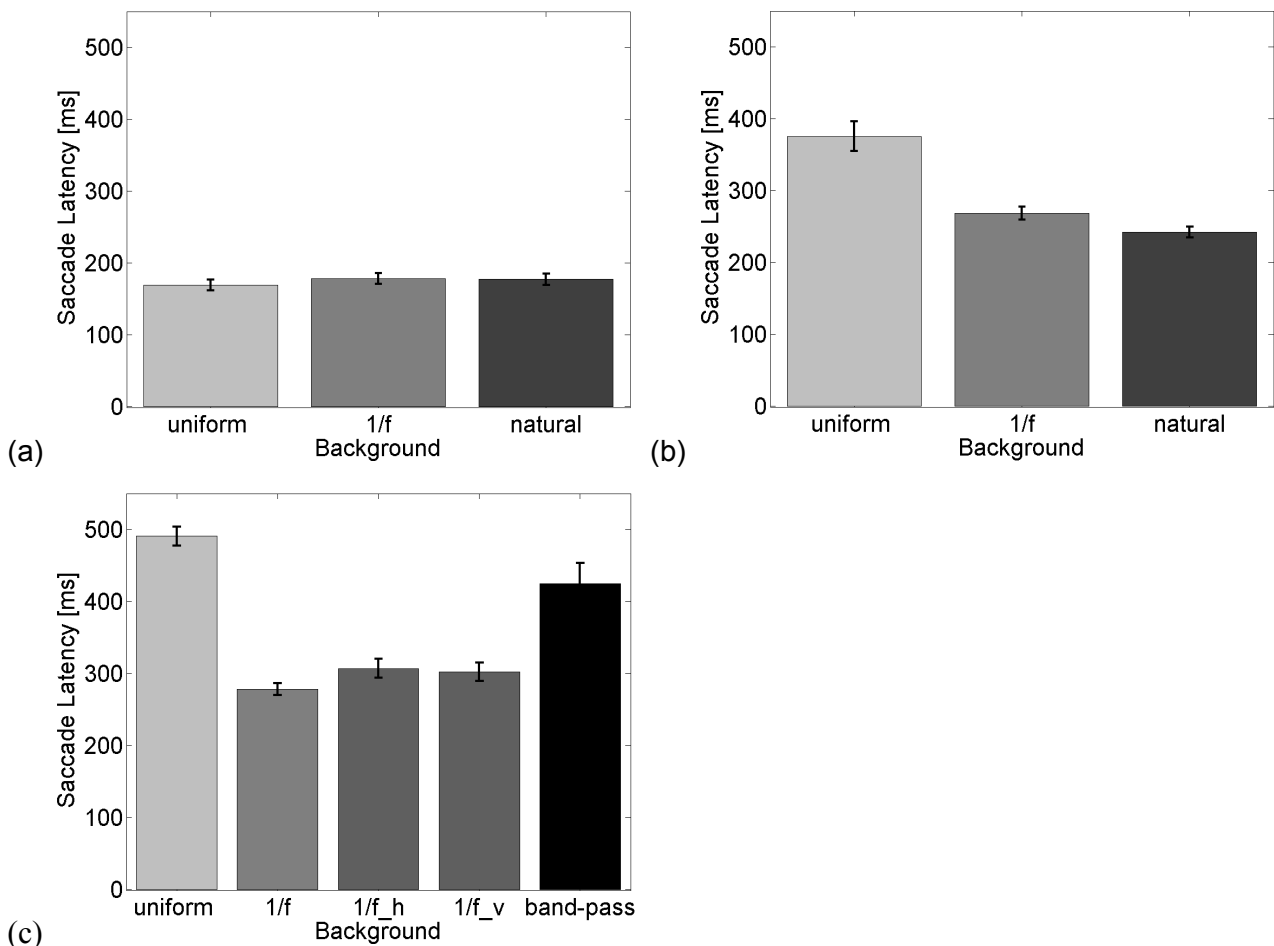 500
400
300
200
100
0
Saccade Latency [ms]
uniform 1/f natural
Background
(a)
500
400
300
200
100
0
Saccade Latency [ms]
uniform 1/f natural
Background
(b)
500
400
300
200
100
0
Saccade Latency [ms]
uniform 1/f 1/f_h 1/f_v band-pass
Background
(c)